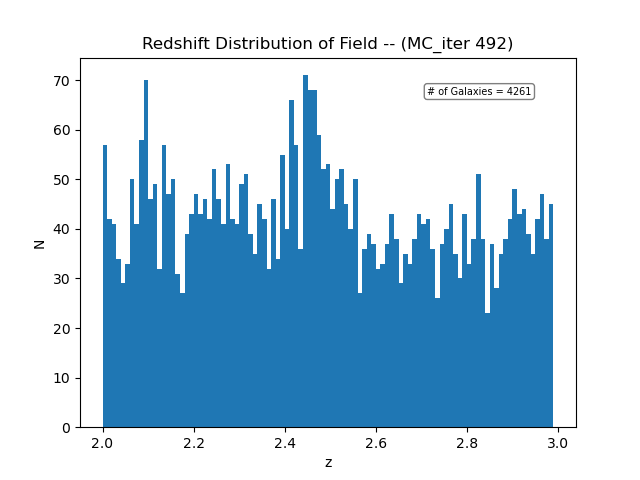 Redshift Distribution of Field -- (MC_iter 492)
# of Galaxies = 4261
N
70
60
50
40
30
20
10
0
2.0 2.2 2.4 2.6 2.8 3.0
z